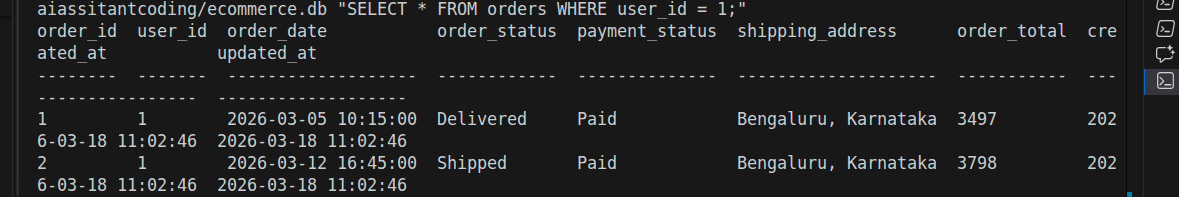 aiassitantcoding/ecommerce.db "SELECT * FROM orders WHERE user_id = 1;"
order_id  user_id  order_date           order_status  payment_status  shipping_address      order_total  cre
ated_at           updated_at
--------  -------  -------------------  ------------  --------------  --------------------  -----------  ---
----------------  -------------------
1         1        2026-03-05 10:15:00  Delivered     Paid            Bengaluru, Karnataka  3497         202
6-03-18 11:02:46  2026-03-18 11:02:46
2         1        2026-03-12 16:45:00  Shipped       Paid            Bengaluru, Karnataka  3798         202
6-03-18 11:02:46  2026-03-18 11:02:46